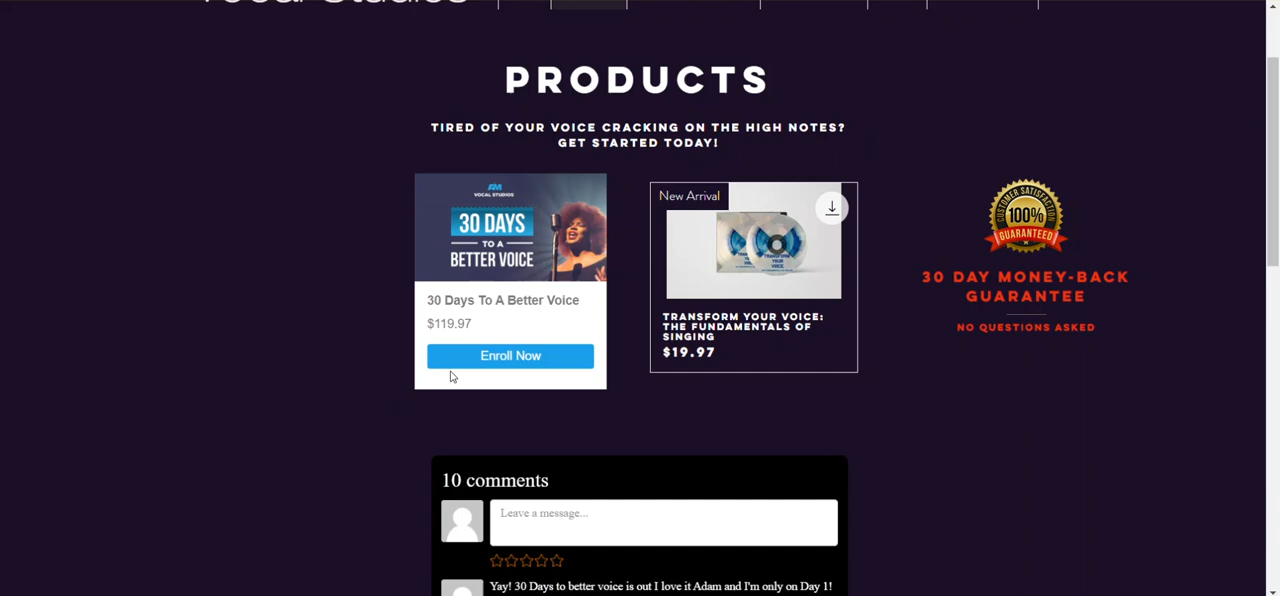 PRODUCTS
TIRED OF YOUR VOICE CRACKING ON THE HIGH NOTES?
GET STARTED TODAY!
VOCAL STUDIOS
30 DAYS
TO A
BETTER VOICE
30 Days To A Better Voice
$119.97
Enroll Now
New Arrival
TRANSFORM YOUR VOICE:
THE FUNDAMENTALS OF
SINGING
$19.97
CUSTOMER SATISFACTION
100%
GUARANTEED
30 DAY MONEY-BACK
GUARANTEE
NO QUESTIONS ASKED
10 comments
Leave a message...
Yay! 30 Days to better voice is out I love it Adam and I'm only on Day 1!